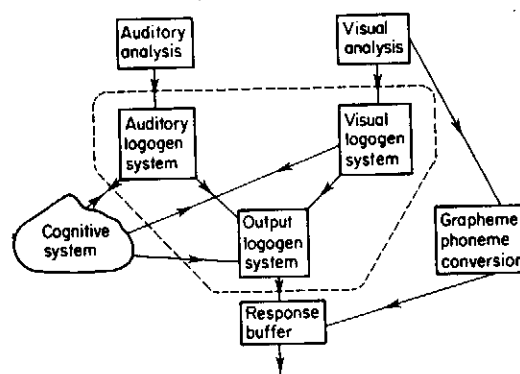 Auditory
analysis
Visual
analysis
Auditory
logogen
system
Visual
logogen
system
Cognitive
system
Output
logogen
system
Grapheme
phoneme
conversion
Response
buffer